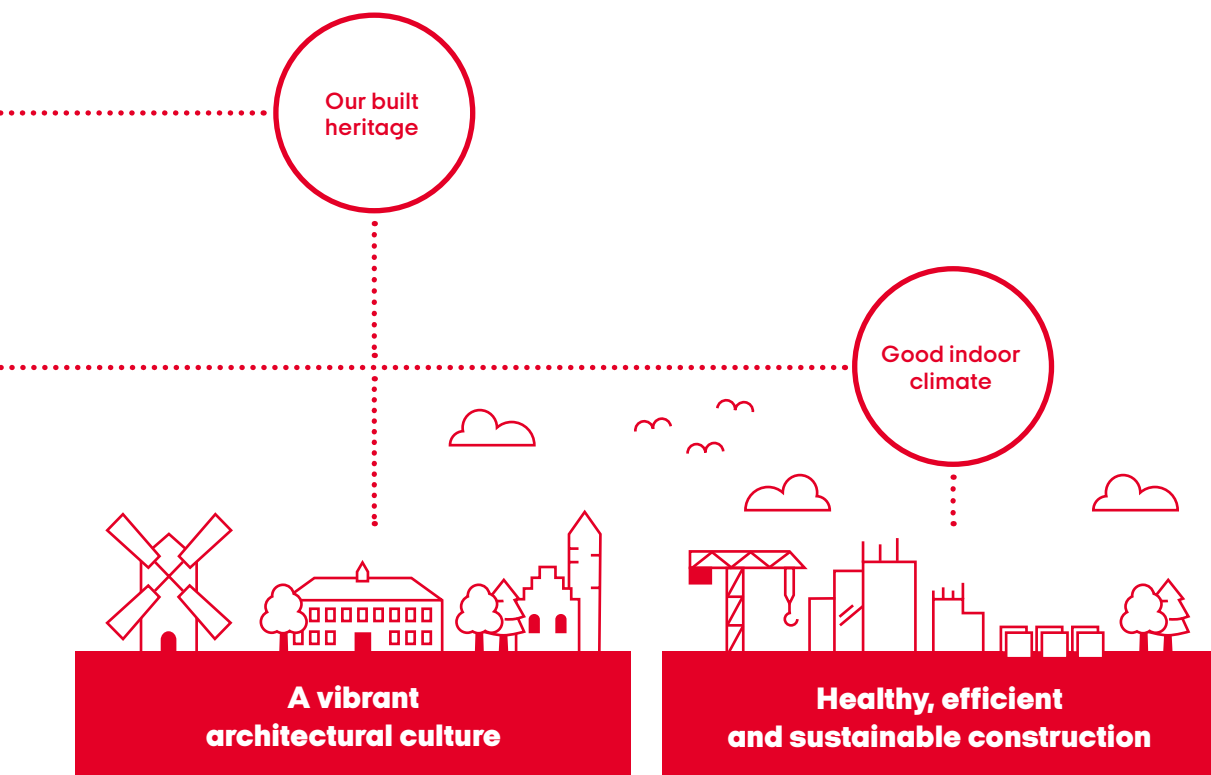 Our built
heritage
Good indoor
climate
A vibrant
architectural culture
Healthy, efficient
and sustainable construction